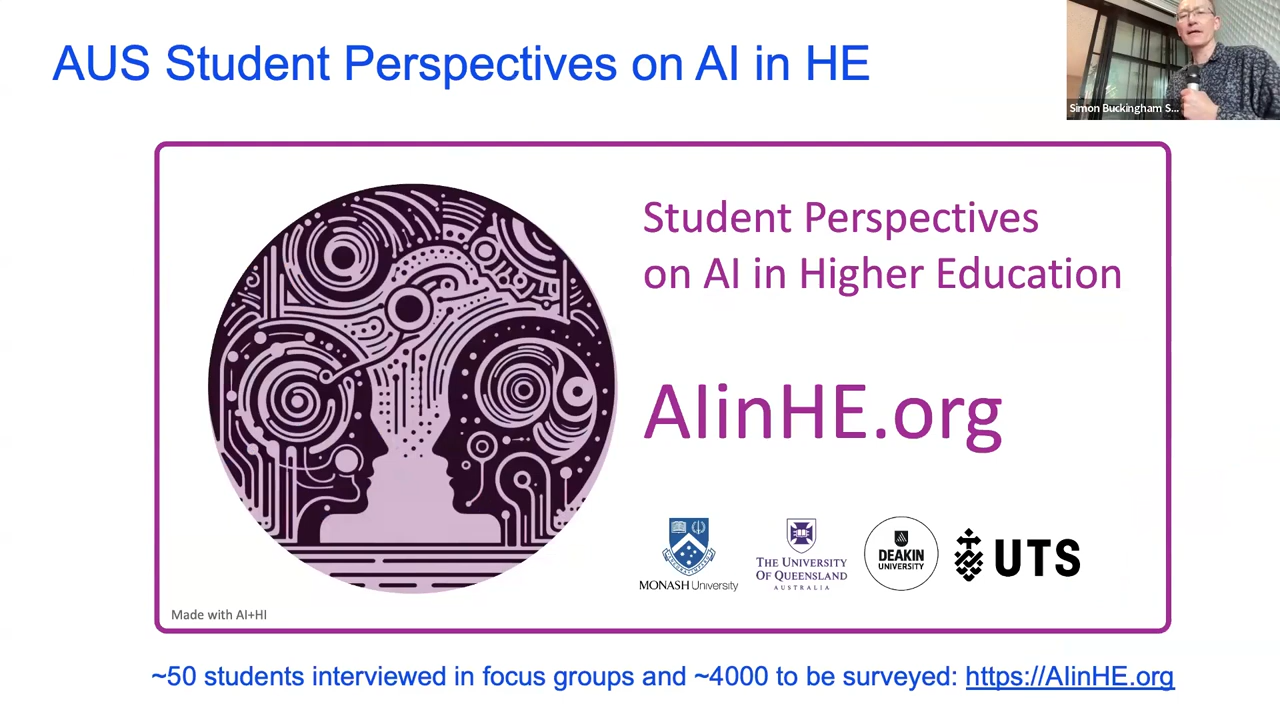 AUS Student Perspectives on AI in HE
Simon Buckingham S...
Student Perspectives
on AI in Higher Education
AIinHE.org
MONASH University
THE UNIVERSITY
OF QUEENSLAND
AUSTRALIA
DEAKIN
UNIVERSITY
UTS
Made with AI+HI
~50 students interviewed in focus groups and ~4000 to be surveyed: https://AIinHE.org